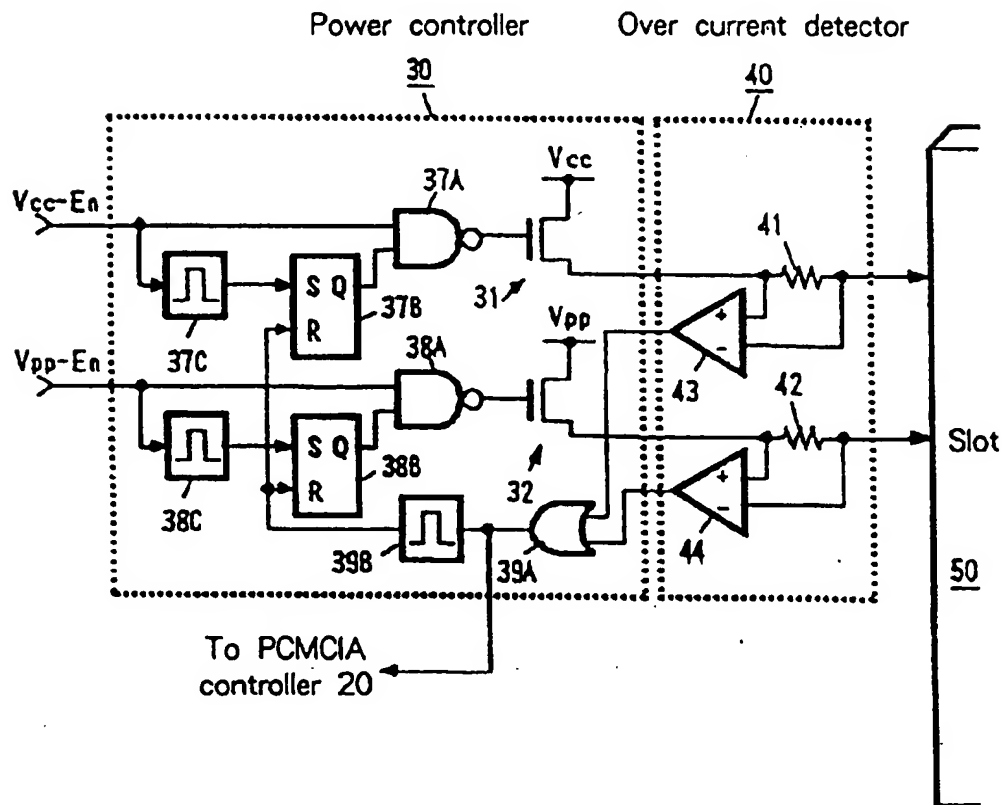 Power controller
Over current detector
30
40
Vcc-En
37A
Vcc
41
S Q
R
37B
31
37C
Vpp-En
38A
Vpp
43
42
S Q
R
38B
38C
32
Slot
39B
39A
44
50
To PCMCIA
controller 20
+
-
+
-